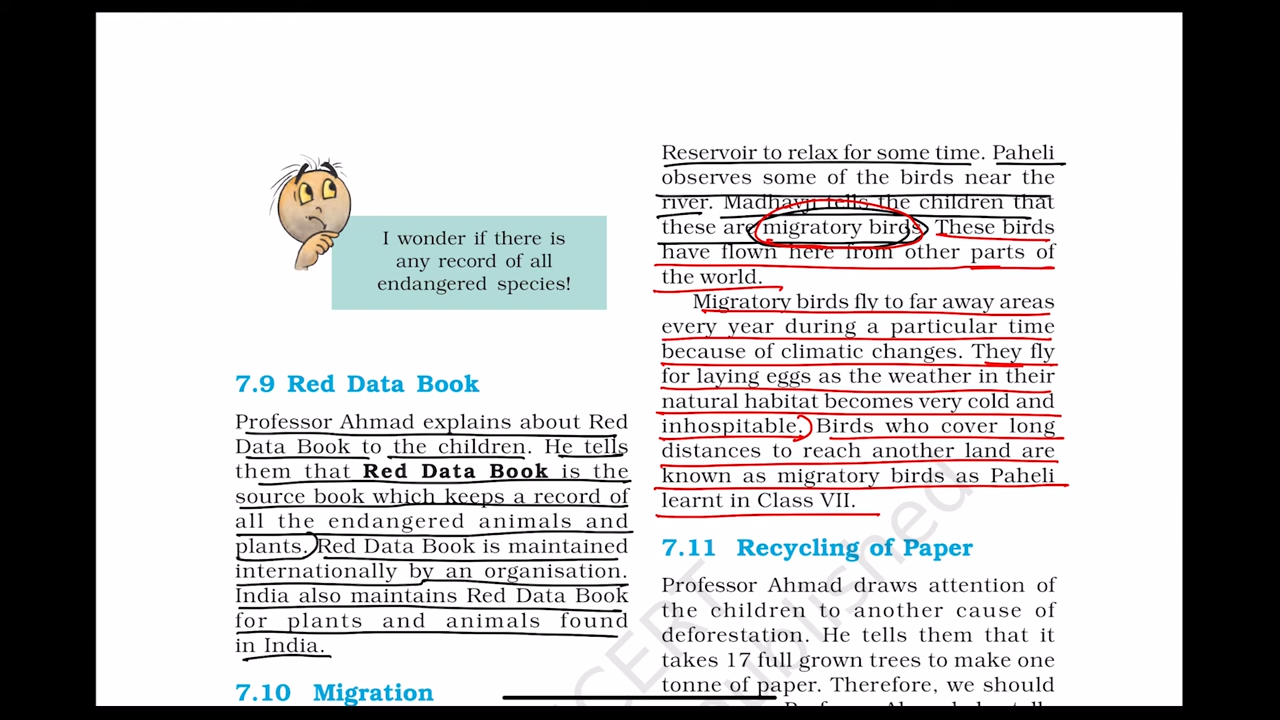 I wonder if there is
any record of all
endangered species!
7.9 Red Data Book
Professor Ahmad explains about Red
Data Book to the children. He tells
them that Red Data Book is the
source book which keeps a record of
all the endangered animals and
plants. Red Data Book is maintained
internationally by an organisation.
India also maintains Red Data Book
for plants and animals found
in India.
7.10 Migration
Reservoir to relax for some time. Paheli
observes some of the birds near the
river. Madhavji tells the children that
these are migratory birds. These birds
have flown here from other parts of
the world.
Migratory birds fly to far away areas
every year during a particular time
because of climatic changes. They fly
for laying eggs as the weather in their
natural habitat becomes very cold and
inhospitable. Birds who cover long
distances to reach another land are
known as migratory birds as Paheli
learnt in Class VII.
7.11 Recycling of Paper
Professor Ahmad draws attention of
the children to another cause of
deforestation. He tells them that it
takes 17 full grown trees to make one
tonne of paper. Therefore, we should